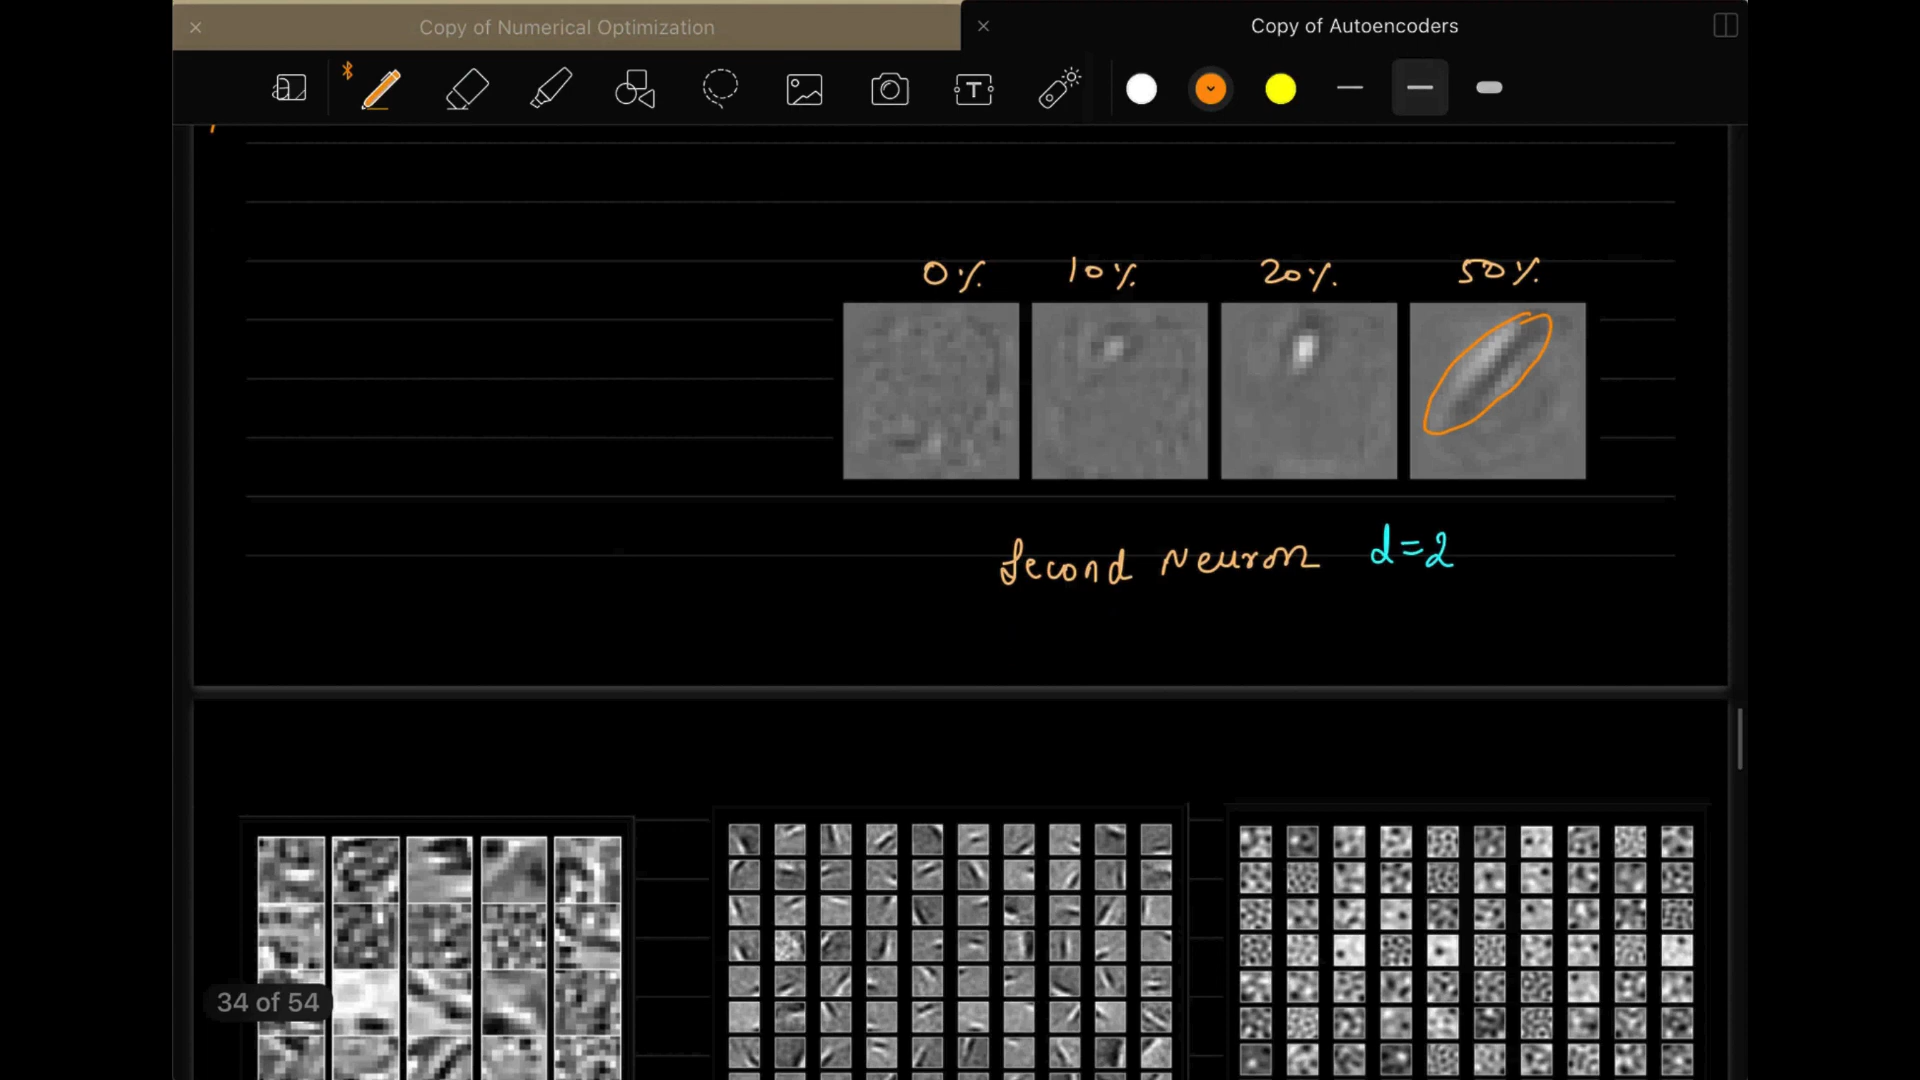 Copy of Numerical Optimization
Copy of Autoencoders
T
0% 10% 20% 50%
Second Neuron d=2
34 of 54